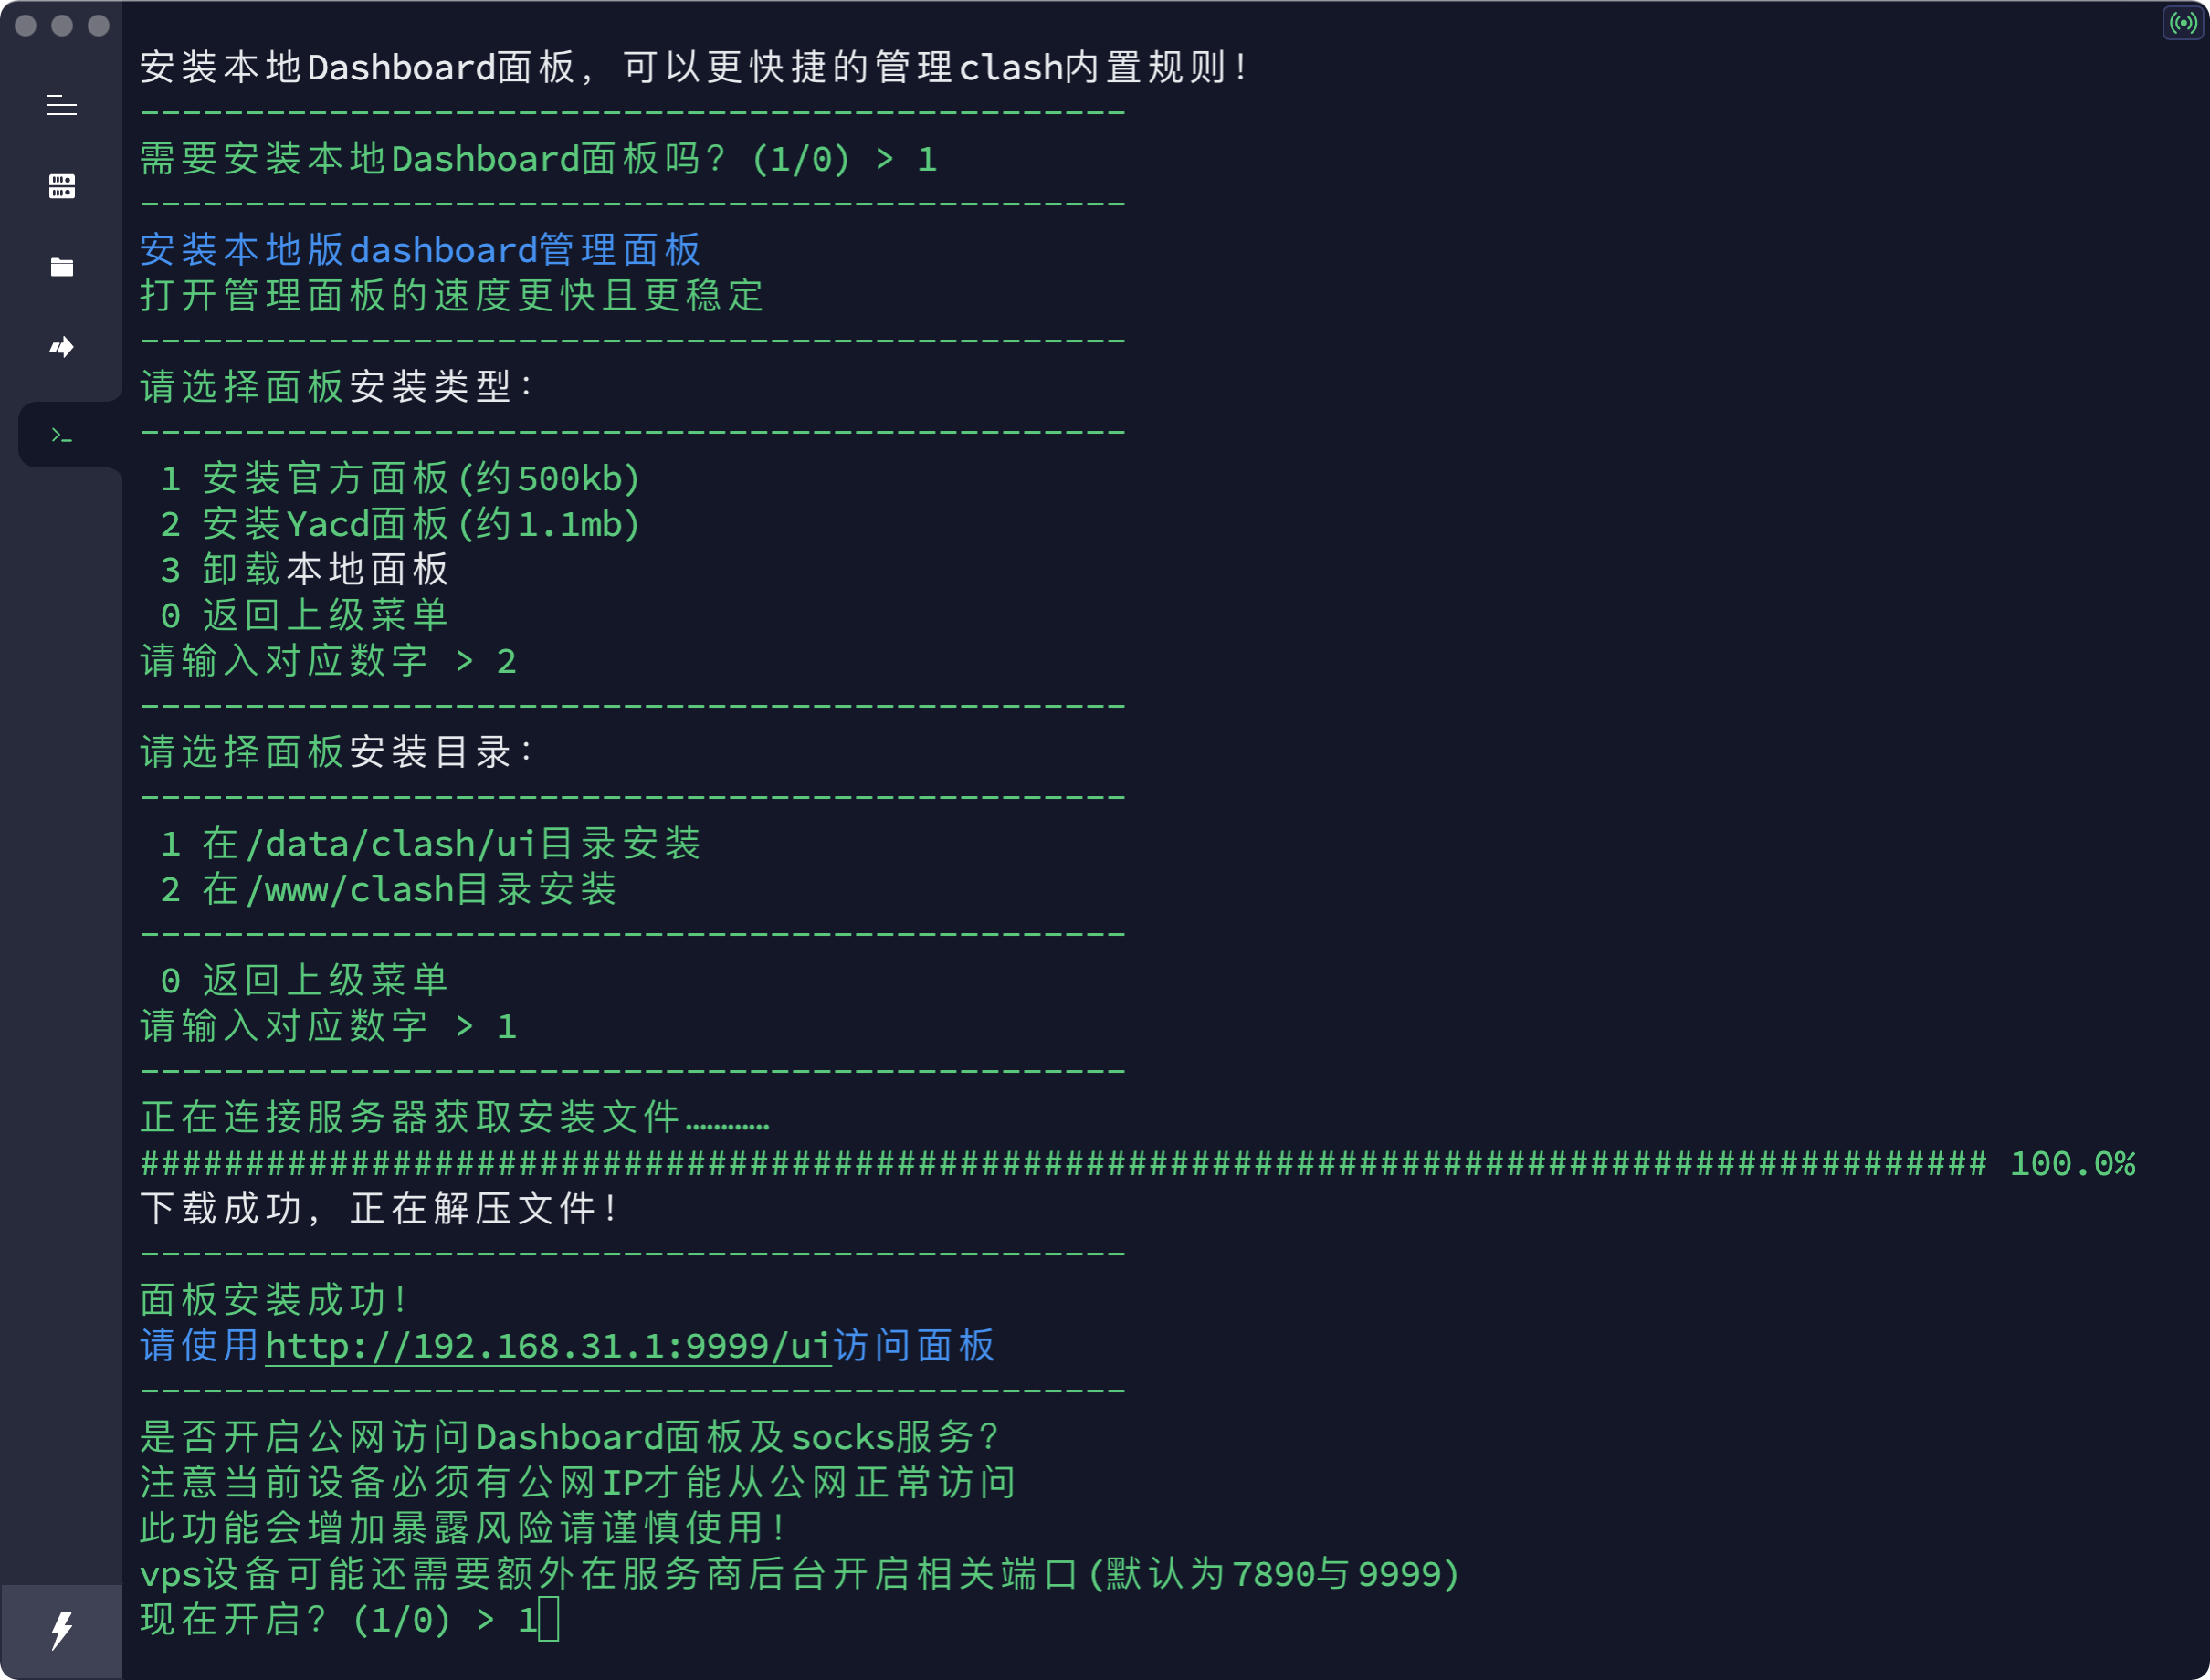 安装本地Dashboard面板，可以更快捷的管理clash内置规则！
-----------------------------------------------
需要安装本地Dashboard面板吗？(1/0) > 1
-----------------------------------------------
安装本地版dashboard管理面板
打开管理面板的速度更快且更稳定
-----------------------------------------------
请选择面板安装类型：
-----------------------------------------------
1 安装官方面板(约500kb)
2 安装Yacd面板(约1.1mb)
3 卸载本地面板
0 返回上级菜单
请输入对应数字 > 2
-----------------------------------------------
请选择面板安装目录：
-----------------------------------------------
1 在/data/clash/ui目录安装
2 在/www/clash目录安装
-----------------------------------------------
0 返回上级菜单
请输入对应数字 > 1
-----------------------------------------------
正在连接服务器获取安装文件…………
######################################################################################## 100.0%
下载成功，正在解压文件！
-----------------------------------------------
面板安装成功！
请使用http://192.168.31.1:9999/ui访问面板
-----------------------------------------------
是否开启公网访问Dashboard面板及socks服务？
注意当前设备必须有公网IP才能从公网正常访问
此功能会增加暴露风险请谨慎使用！
vps设备可能还需要额外在服务商后台开启相关端口(默认为7890与9999)
现在开启？(1/0) > 1